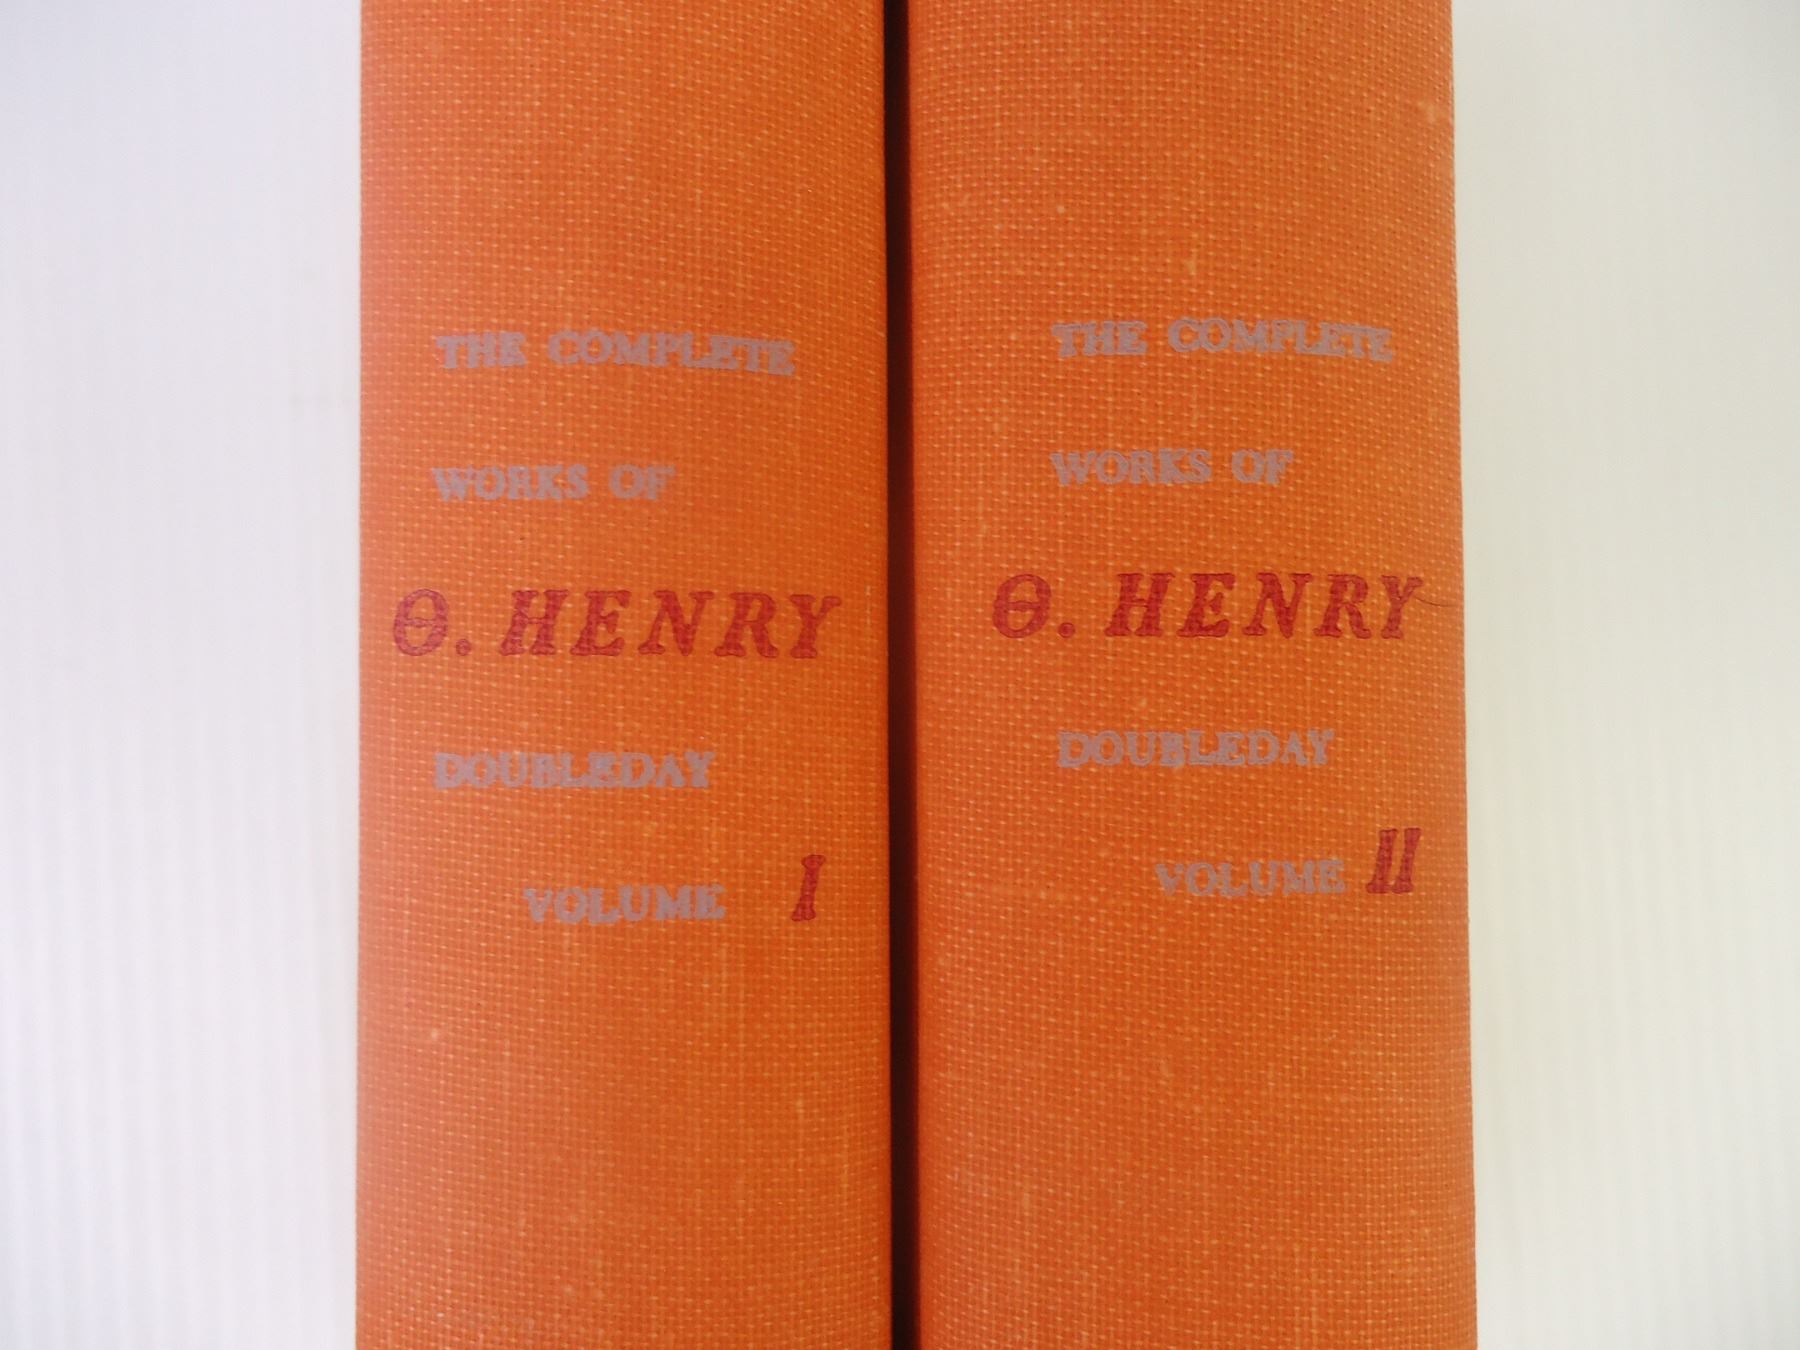 THE COMPLETE
WORKS OF
O. HENRY
DOUBLEDAY
VOLUME I
THE COMPLETE
WORKS OF
O. HENRY
DOUBLEDAY
VOLUME II